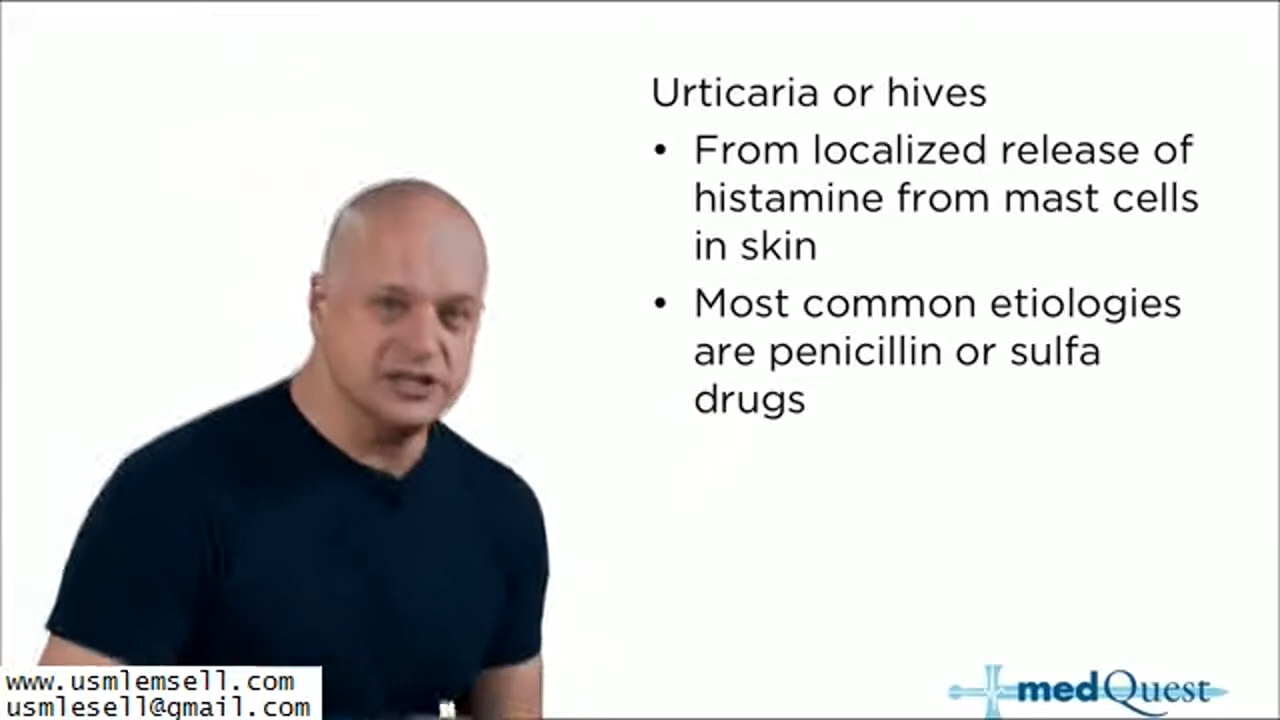 Urticaria or hives
• From localized release of
histamine from mast cells
in skin
• Most common etiologies
are penicillin or sulfa
drugs
www.usmlemsell.com
usmlesell@gmail.com
medQuest